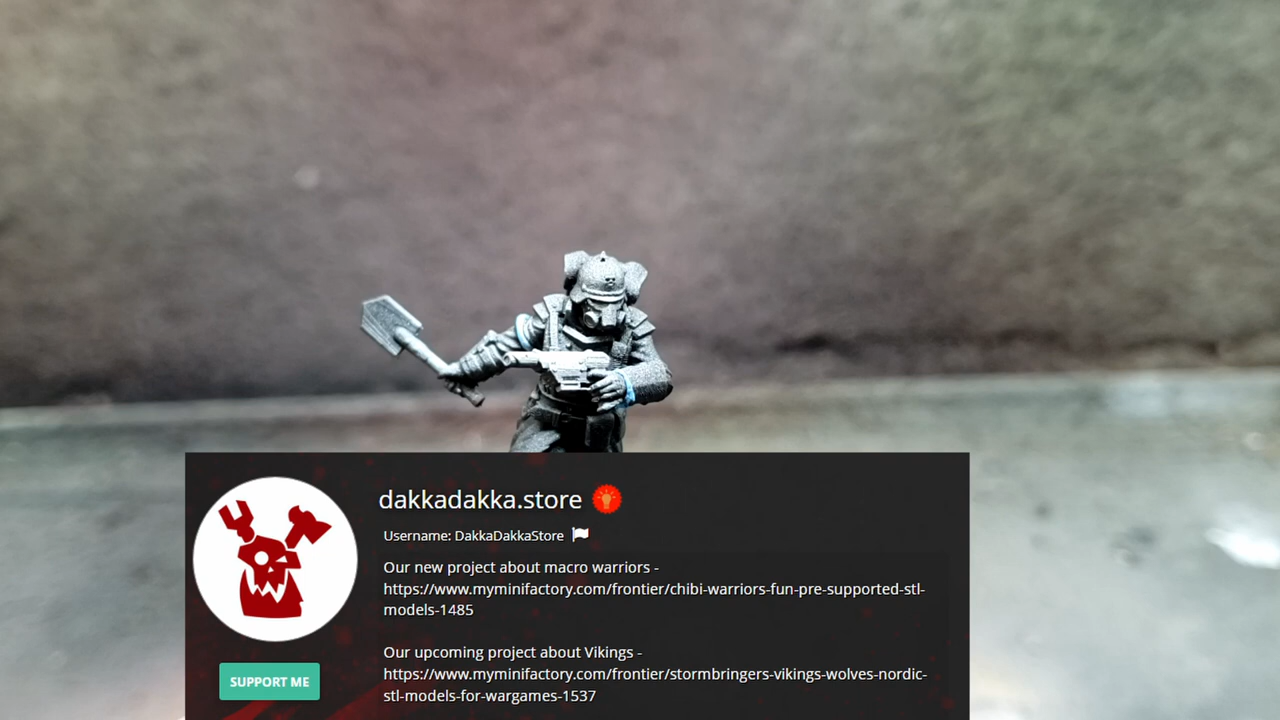 dakkadakka.store
Username: DakkaDakkaStore
Our new project about macro warriors -
https://www.myminifactory.com/frontier/chibi-warriors-fun-pre-supported-stl-
models-1485
Our upcoming project about Vikings -
https://www.myminifactory.com/frontier/stormbringers-vikings-wolves-nordic-
stl-models-for-wargames-1537
SUPPORT ME